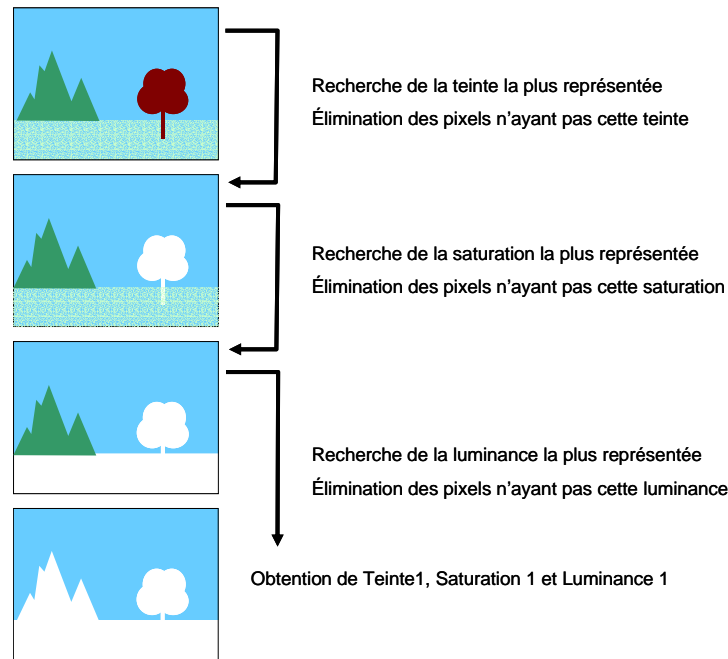 Recherche de la teinte la plus représentée
Élimination des pixels n'ayant pas cette teinte
Recherche de la saturation la plus représentée
Élimination des pixels n'ayant pas cette saturation
Recherche de la luminance la plus représentée
Élimination des pixels n'ayant pas cette luminance
Obtention de Teinte1, Saturation 1 et Luminance 1